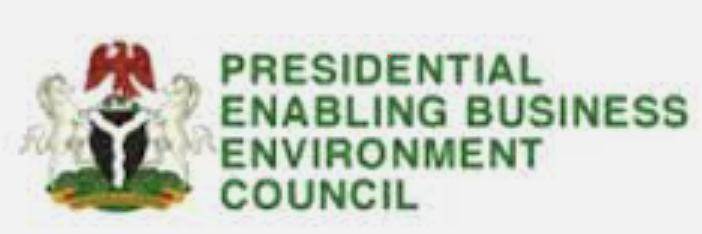 PRESIDENTIAL
ENABLING BUSINESS
ENVIRONMENT
COUNCIL